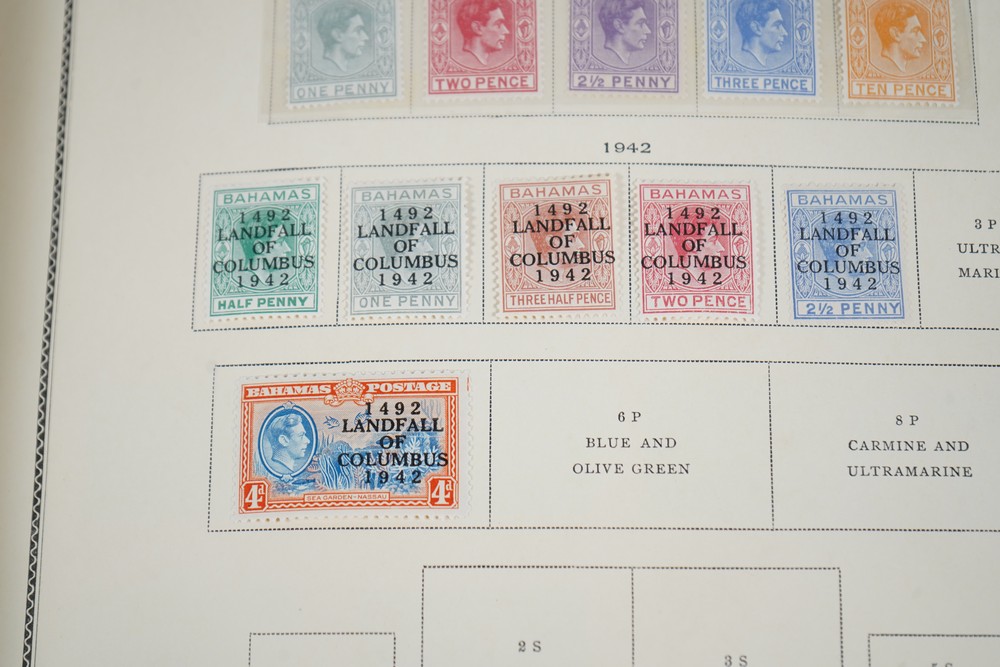 ONE PENNY
TWO PENCE
2½ PENNY
THREE PENCE
TEN PENCE
1942
BAHAMAS
1492
LANDFALL
OF
COLUMBUS
1942
HALF PENNY
BAHAMAS
1492
LANDFALL
OF
COLUMBUS
1942
ONE PENNY
BAHAMAS
1492
LANDFALL
OF
COLUMBUS
1942
THREE HALF PENCE
BAHAMAS
1492
LANDFALL
OF
COLUMBUS
1942
TWO PENCE
BAHAMAS
1492
LANDFALL
OF
COLUMBUS
1942
2½ PENNY
3 P
ULTR
MARI
BAHAMAS POSTAGE
1492
LANDFALL
OF
COLUMBUS
1942
4d SEA GARDEN - NASSAU 4d
6 P
BLUE AND
OLIVE GREEN
8 P
CARMINE AND
ULTRAMARINE
2 S
3 S